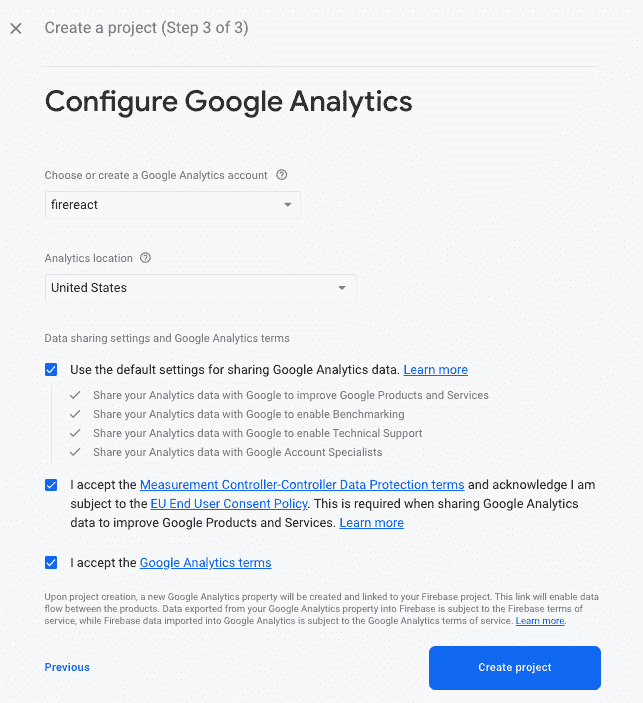 Create a project (Step 3 of 3)
Configure Google Analytics
Choose or create a Google Analytics account
firereact
Analytics location
United States
Data sharing settings and Google Analytics terms
Use the default settings for sharing Google Analytics data. Learn more
Share your Analytics data with Google to improve Google Products and Services
Share your Analytics data with Google to enable Benchmarking
Share your Analytics data with Google to enable Technical Support
Share your Analytics data with Google Account Specialists
I accept the Measurement Controller-Controller Data Protection terms and acknowledge I am
subject to the EU End User Consent Policy. This is required when sharing Google Analytics
data to improve Google Products and Services. Learn more
I accept the Google Analytics terms
Upon project creation, a new Google Analytics property will be created and linked to your Firebase project. This link will enable data
flow between the products. Data exported from your Google Analytics property into Firebase is subject to the Firebase terms of
service, while Firebase data imported into Google Analytics is subject to the Google Analytics terms of service. Learn more.
Previous
Create project